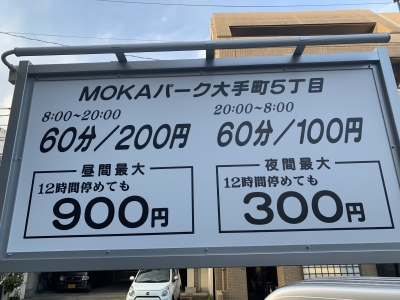 MOKAパーク大手町5丁目
8:00~20:00 20:00~8:00
60分/200円 60分/100円
昼間最大 夜間最大
12時間停めても 12時間停めても
900円 300円